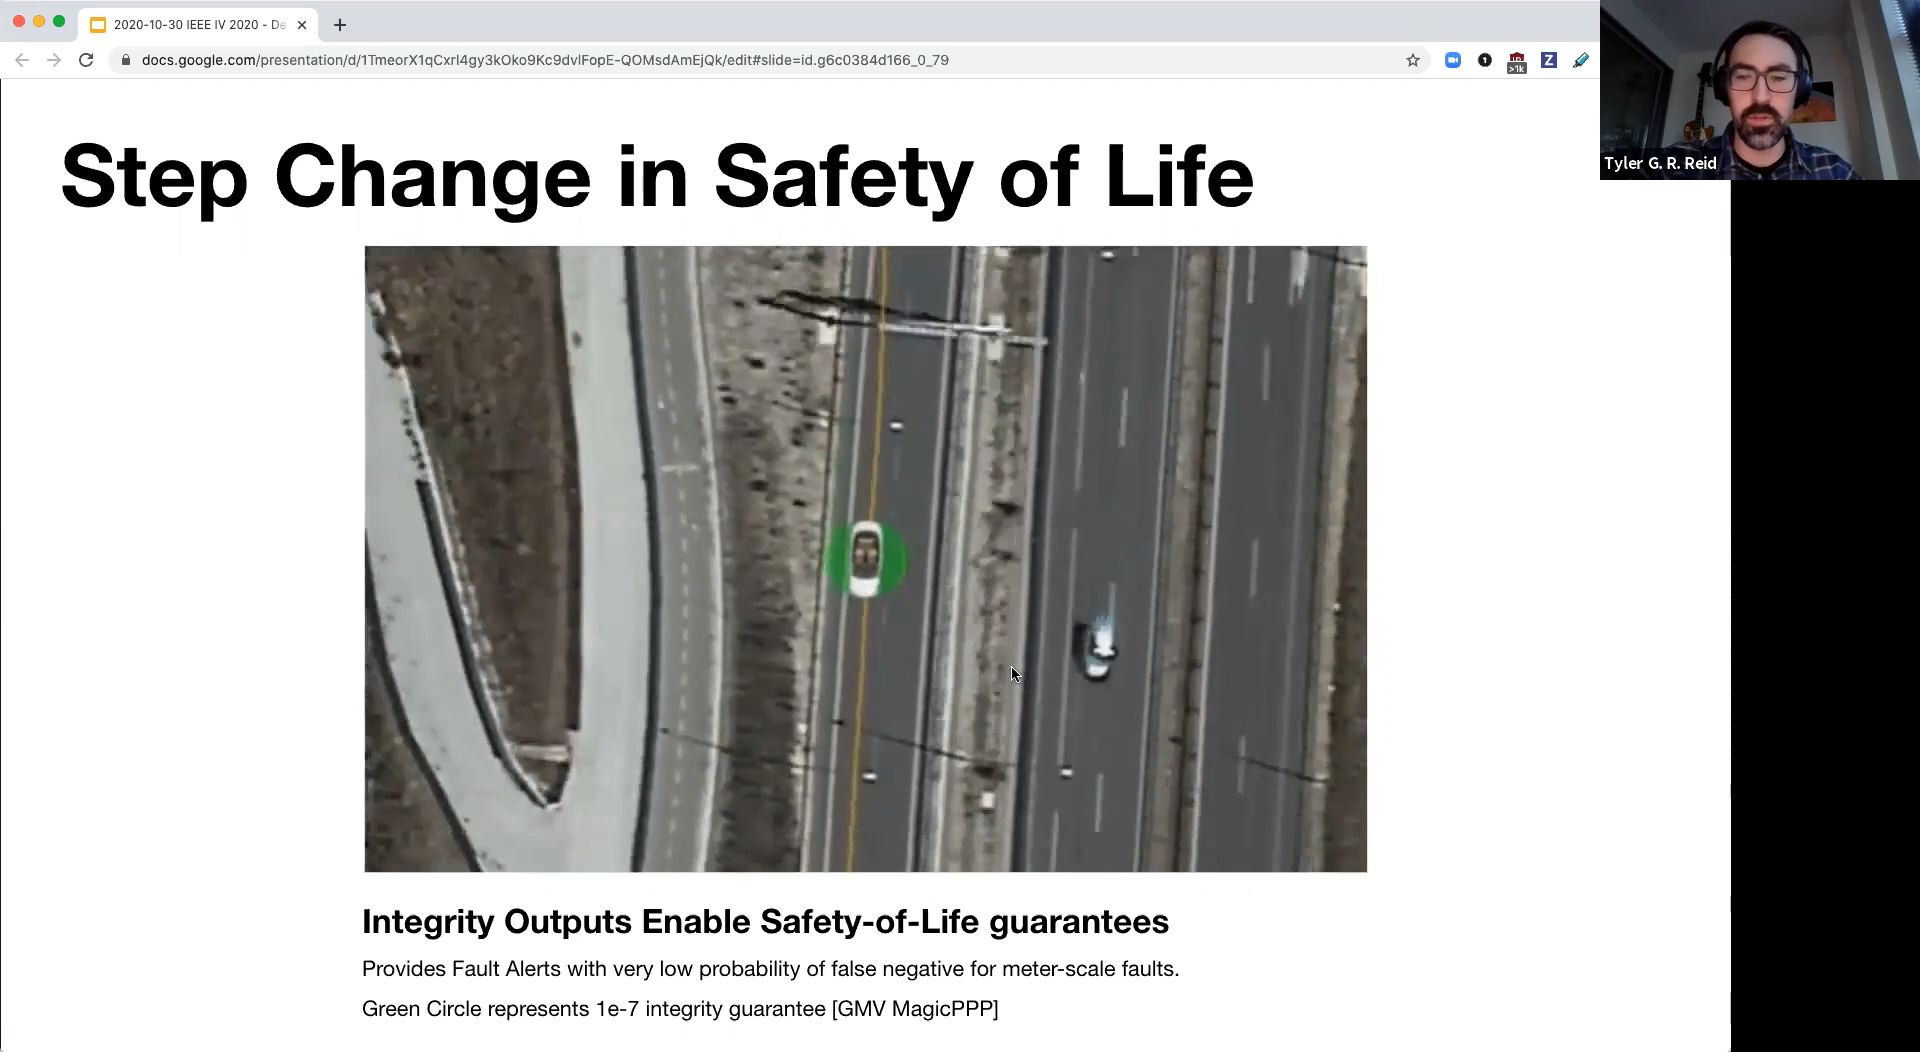 2020-10-30 IEEE IV 2020 - De
docs.google.com/presentation/d/1TmeorX1qCxrl4gy3kOko9Kc9dvlFopE-QOMsdAmEjQk/edit#slide=id.g6c0384d166_0_79
>1k
Z
Tyler G. R. Reid
Step Change in Safety of Life
Integrity Outputs Enable Safety-of-Life guarantees
Provides Fault Alerts with very low probability of false negative for meter-scale faults.
Green Circle represents 1e-7 integrity guarantee [GMV MagicPPP]